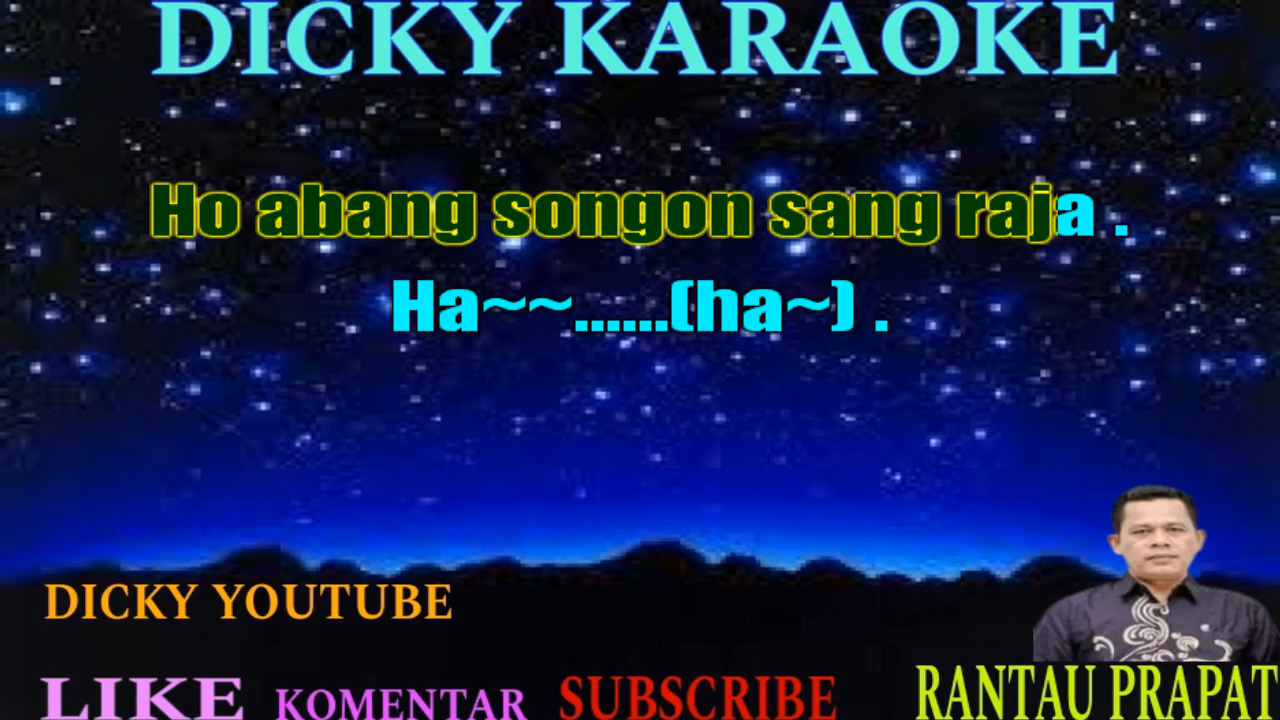 DICKY KARAOKE
Ho abang songon sang raja .
Ha~~......(ha~) .
DICKY YOUTUBE
LIKE KOMENTAR SUBSCRIBE RANTAU PRAPAT